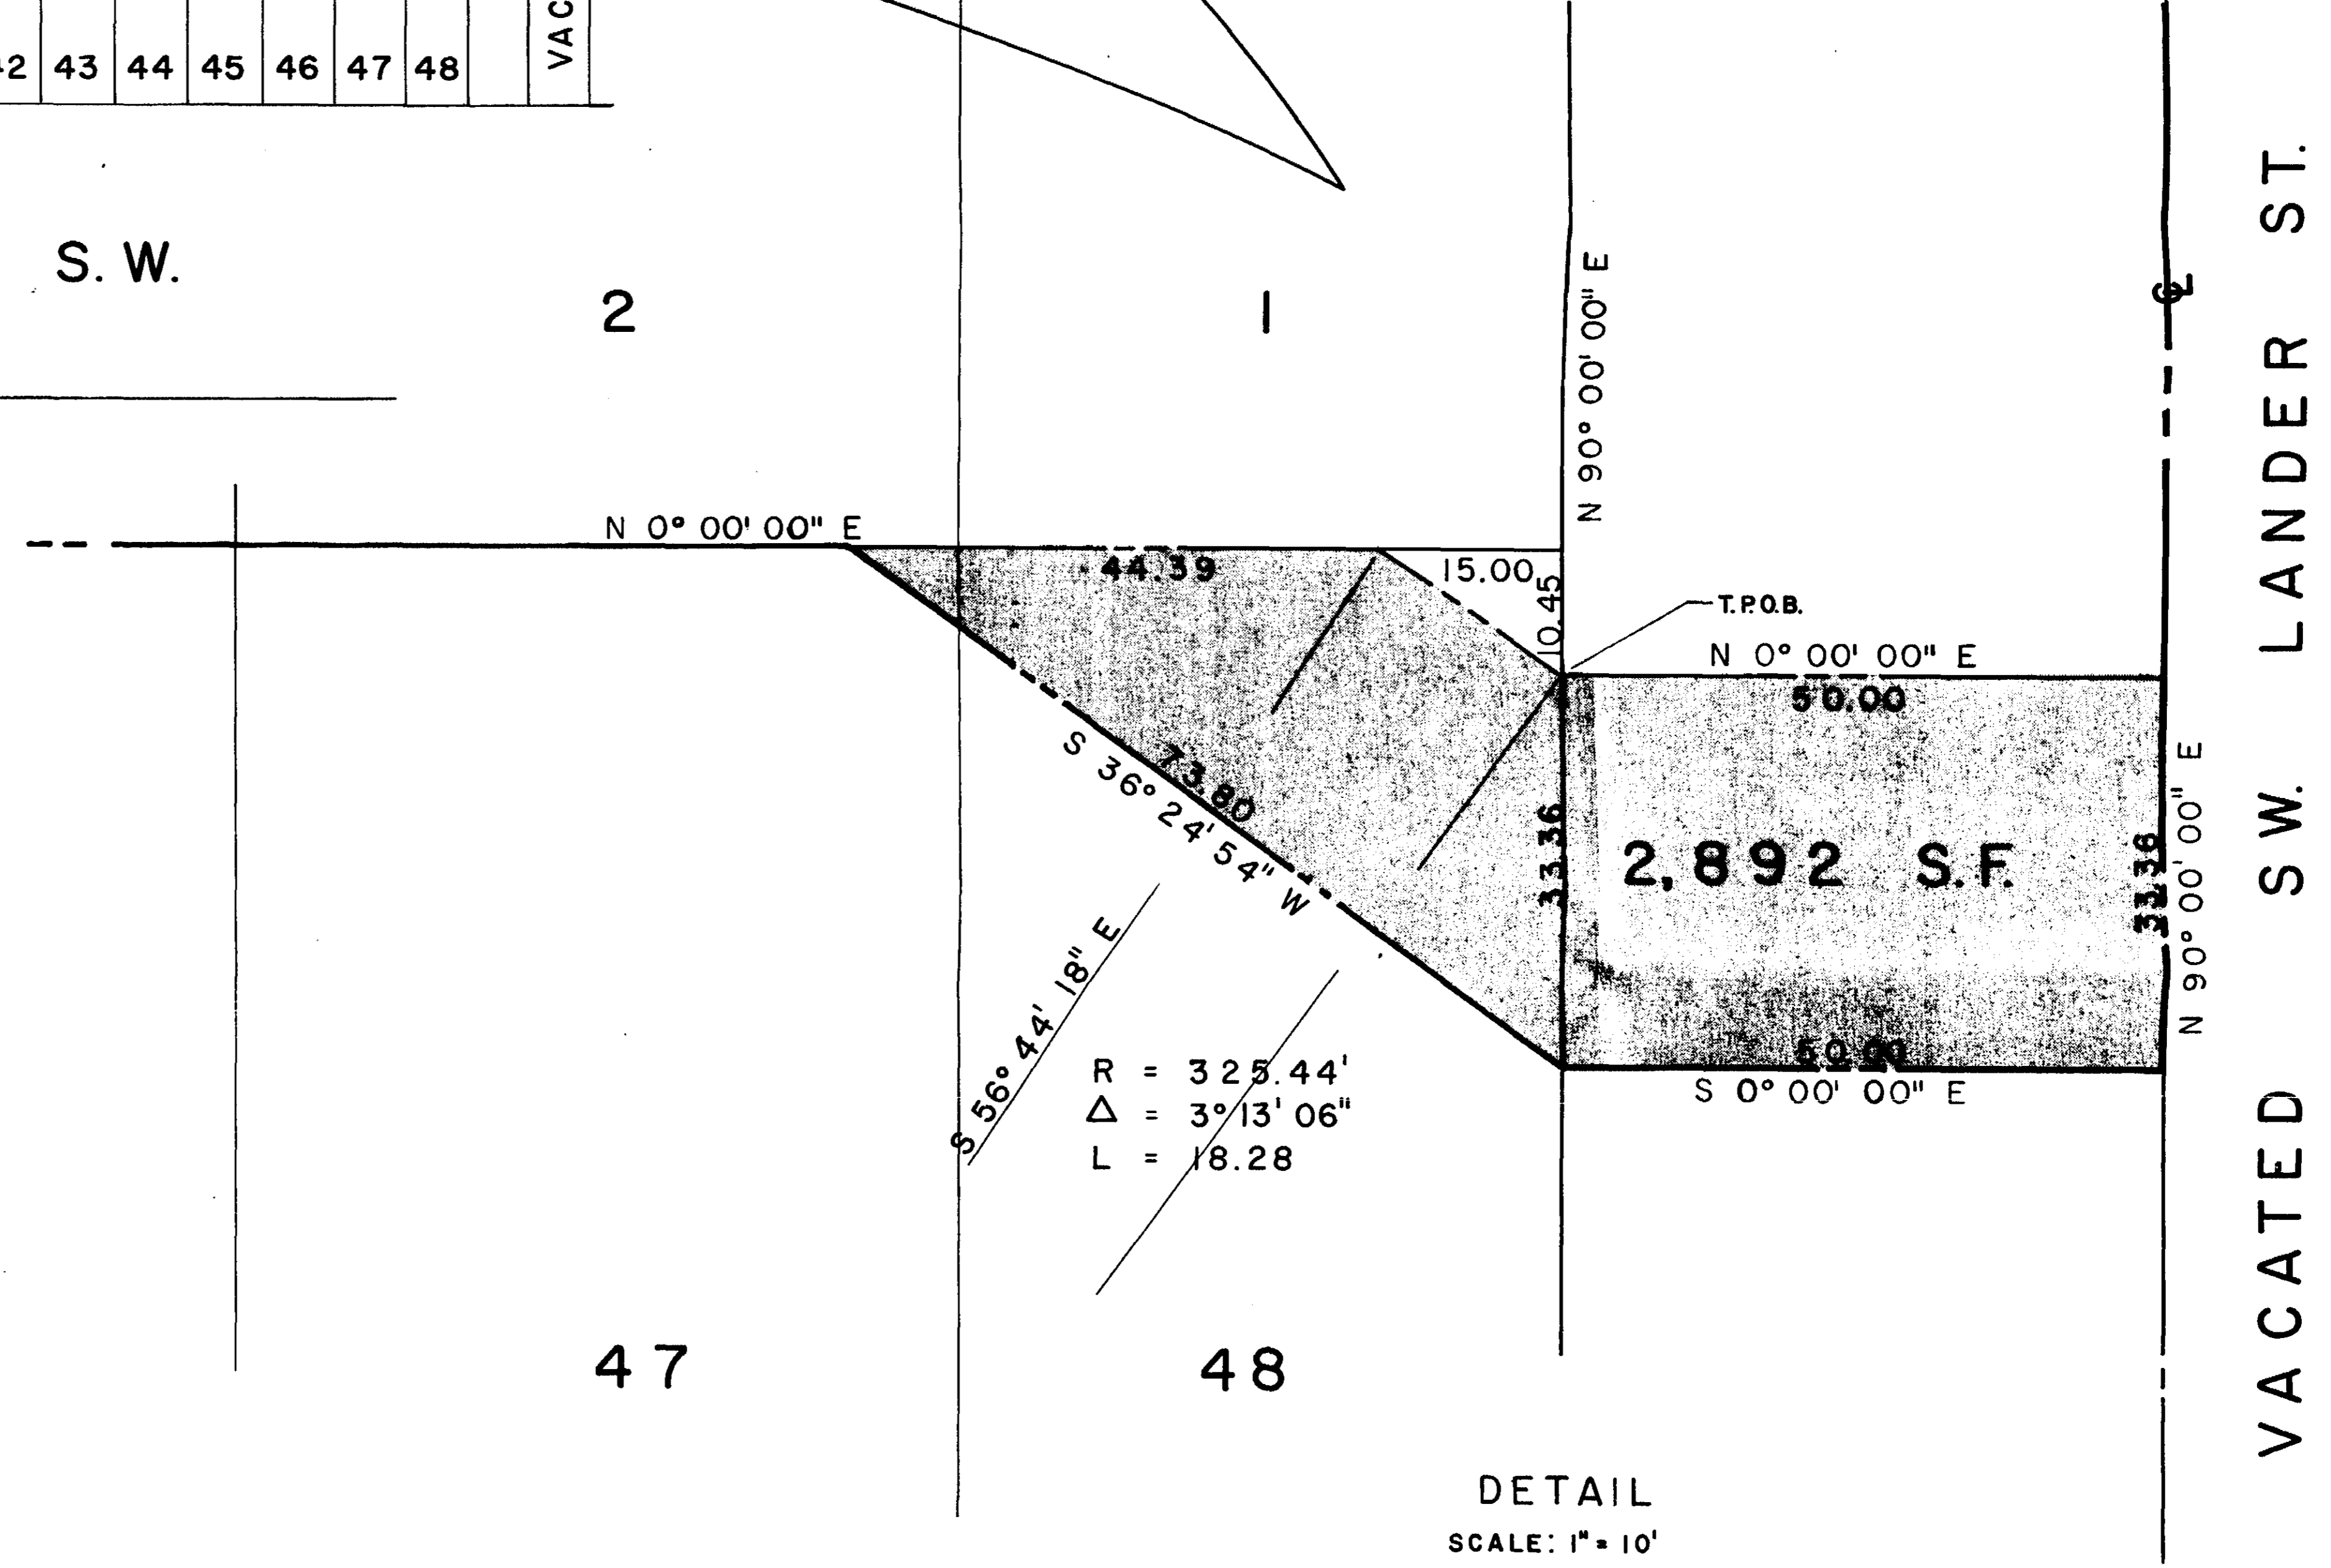 43 44 45 46 47 48
VAC
S. W.
2
1
N 90° 00' 00" E
℄
N 0° 00' 00" E
44.39
15.00
10.45
T.P.O.B.
N 0° 00' 00" E
50.00
73.80
S 36° 24' 54" W
33.36
2,892 S.F.
33.36
N 90° 00' 00" E
50.00
S 0° 00' 00" E
S 56° 44' 18" E
R = 325.44'
Δ = 3° 13' 06"
L = 18.28
47
48
VACATED SW. LANDER ST.
DETAIL
SCALE: 1" = 10'